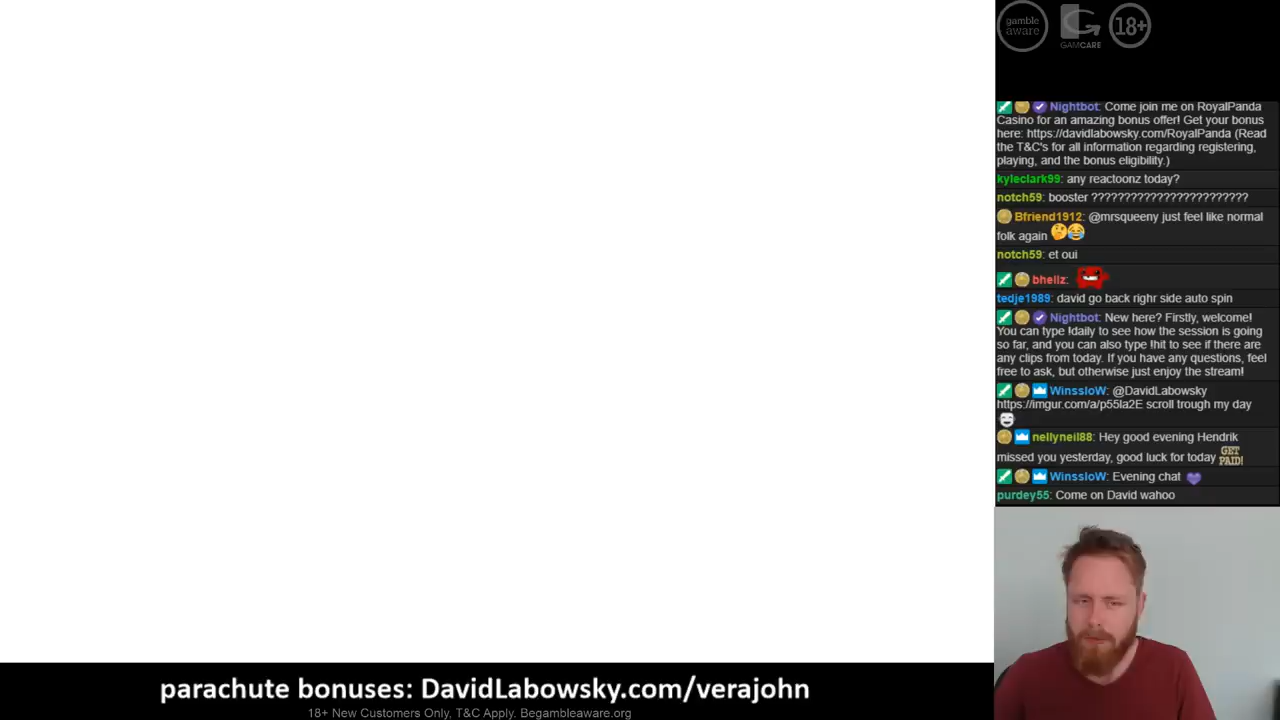 gamble
aware
GAMCARE
18+
Nightbot: Come join me on RoyalPanda
Casino for an amazing bonus offer! Get your bonus
here: https://davidlabowsky.com/RoyalPanda (Read
the T&C's for all information regarding registering,
playing, and the bonus eligibility.)
kyleclark99: any reactoonz today?
notch59: booster ?????????????????????????
Bfriend1912: @mrsqueeny just feel like normal
folk again
notch59: et oui
bhellz:
tedje1989: david go back righr side auto spin
Nightbot: New here? Firstly, welcome!
You can type !daily to see how the session is going
so far, and you can also type !hit to see if there are
any clips from today. If you have any questions, feel
free to ask, but otherwise just enjoy the stream!
WinssloW: @DavidLabowsky
https://imgur.com/a/p55la2E scroll trough my day
nellyneil88: Hey good evening Hendrik
missed you yesterday, good luck for today GET PAID!
WinssloW: Evening chat
purdey55: Come on David wahoo
parachute bonuses: DavidLabowsky.com/verajohn
18+ New Customers Only, T&C Apply. Begambleaware.org